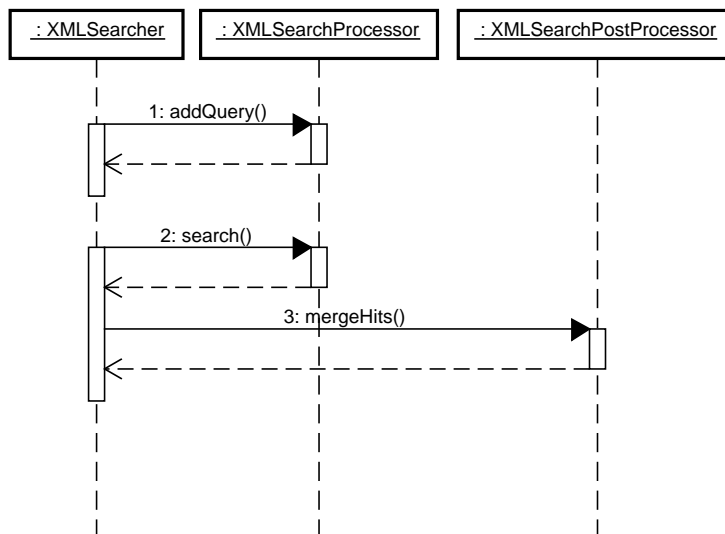 : XMLSearcher
: XMLSearchProcessor
: XMLSearchPostProcessor
1: addQuery()
2: search()
3: mergeHits()